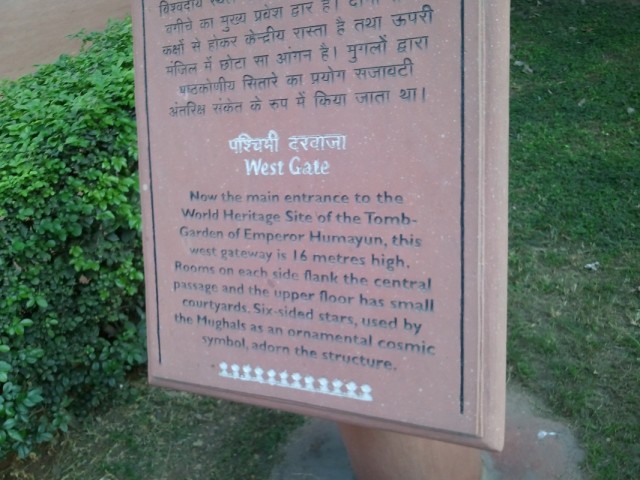 विश्वदाय स्थल
बगीचे का मुख्य प्रवेश द्वार है। दोनों
कक्षों से होकर केन्द्रीय रास्ता है तथा ऊपरी
मंजिल में छोटा सा आंगन है। मुगलों द्वारा
षाठकोणीय सितारे का प्रयोग सजावटी
अंतरिक्ष संकेत के रुप में किया जाता था।
पश्चिमी दरवाजा
West Gate
Now the main entrance to the
World Heritage Site of the Tomb-
Garden of Emperor Humayun, this
west gateway is 16 metres high.
Rooms on each side flank the central
passage and the upper floor has small
courtyards. Six-sided stars, used by
the Mughals as an ornamental cosmic
symbol, adorn the structure.